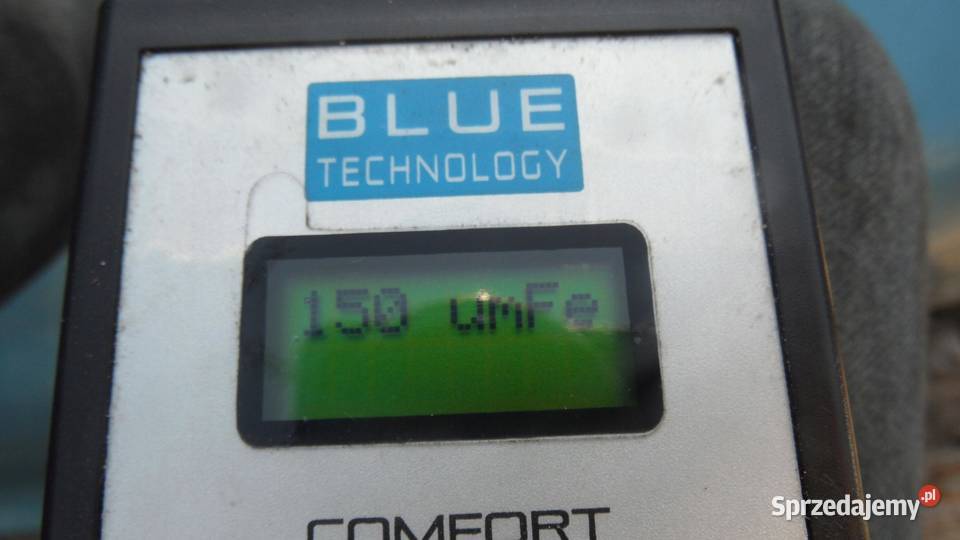 BLUE
TECHNOLOGY
150 umFe
COMFORT
Sprzedajemy.pl